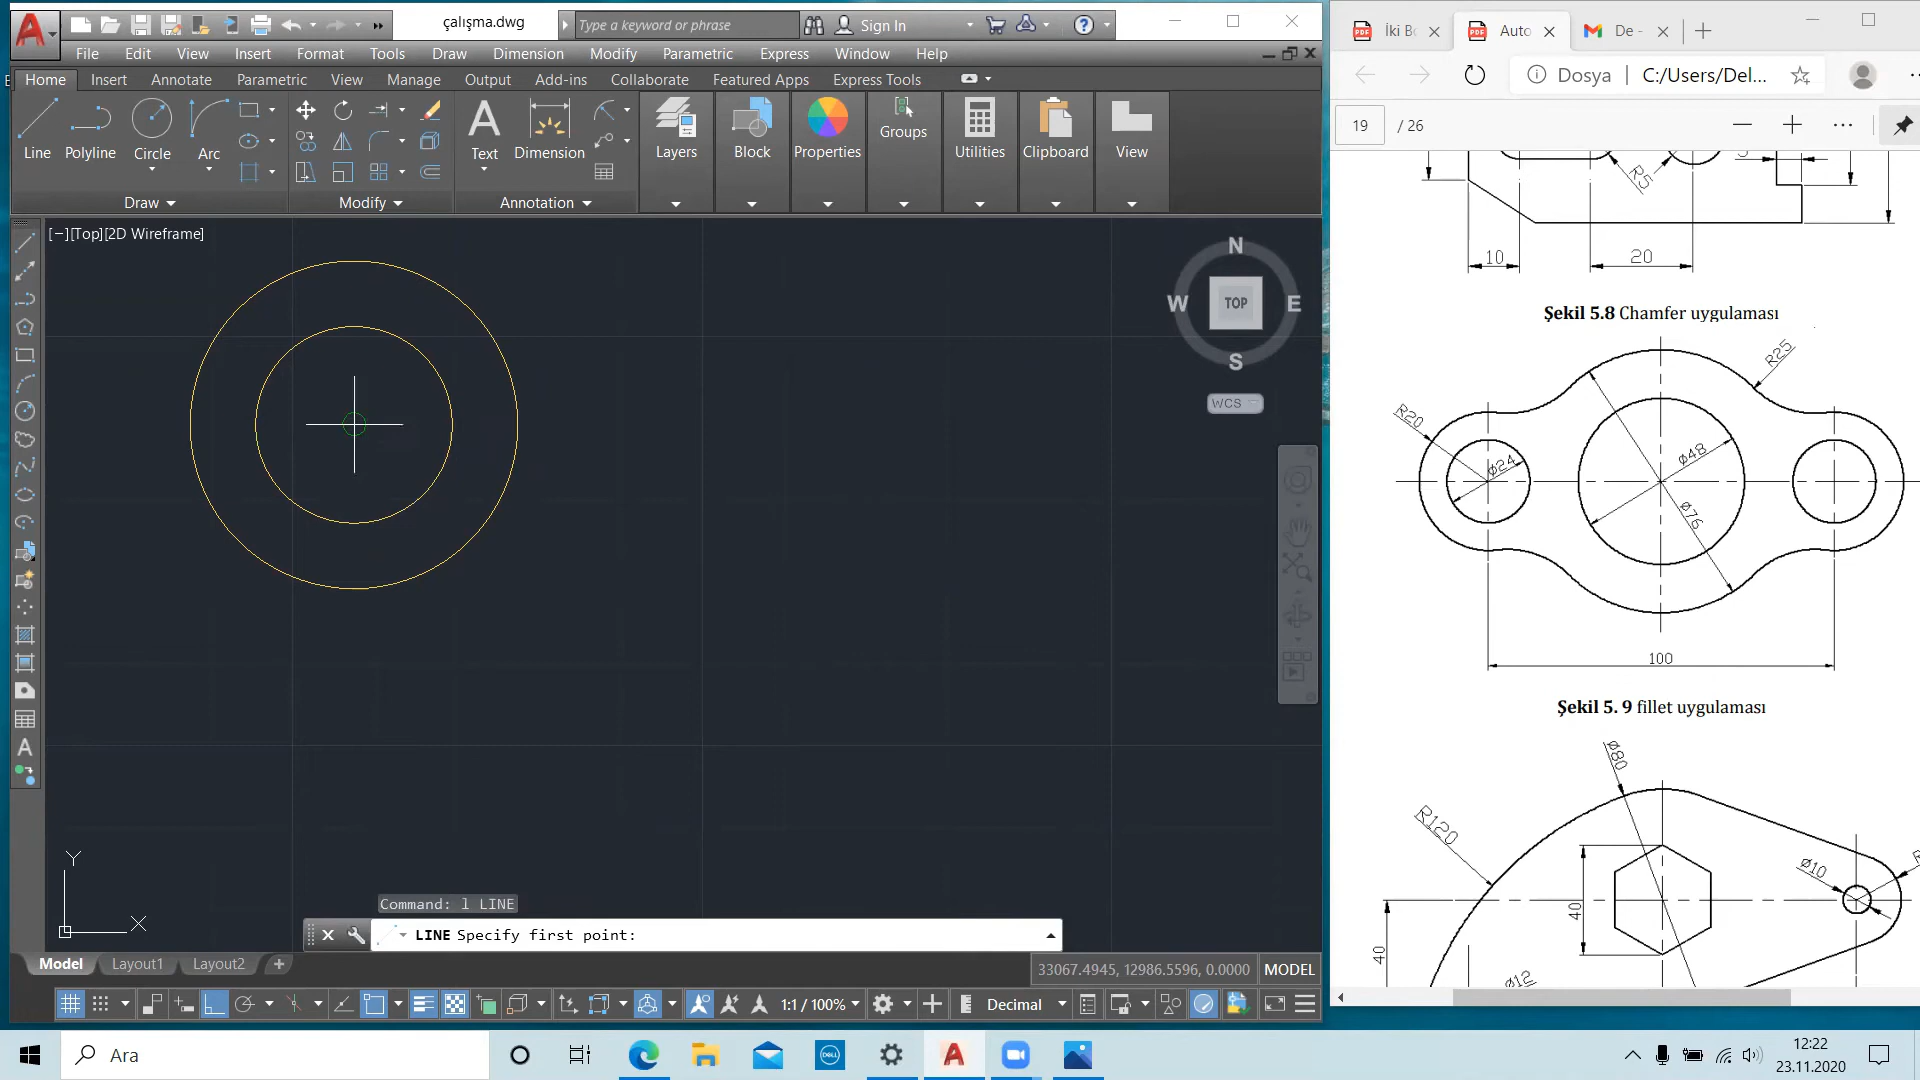 çalışma.dwg
Type a keyword or phrase
Sign In
File Edit View Insert Format Tools Draw Dimension Modify Parametric Express Window Help
Home Insert Annotate Parametric View Manage Output Add-ins Collaborate Featured Apps Express Tools
Line Polyline Circle Arc Text Dimension Layers Block Properties Groups Utilities Clipboard View
Draw Modify Annotation
[−][Top][2D Wireframe]
N
W TOP E
S
WCS
Y
X
Command: l LINE
LINE Specify first point:
Model Layout1 Layout2 +
33067.4945, 12986.5596, 0.0000 MODEL
1:1 / 100% Decimal
Auto
De -
Dosya C:/Users/Del...
19 / 26
R5
10
20
Şekil 5.8 Chamfer uygulaması
R25
R20
ø24
ø48
ø76
100
Şekil 5. 9 fillet uygulaması
ø80
R120
40
40
ø10
ø12
Ara
DELL
12:22
23.11.2020